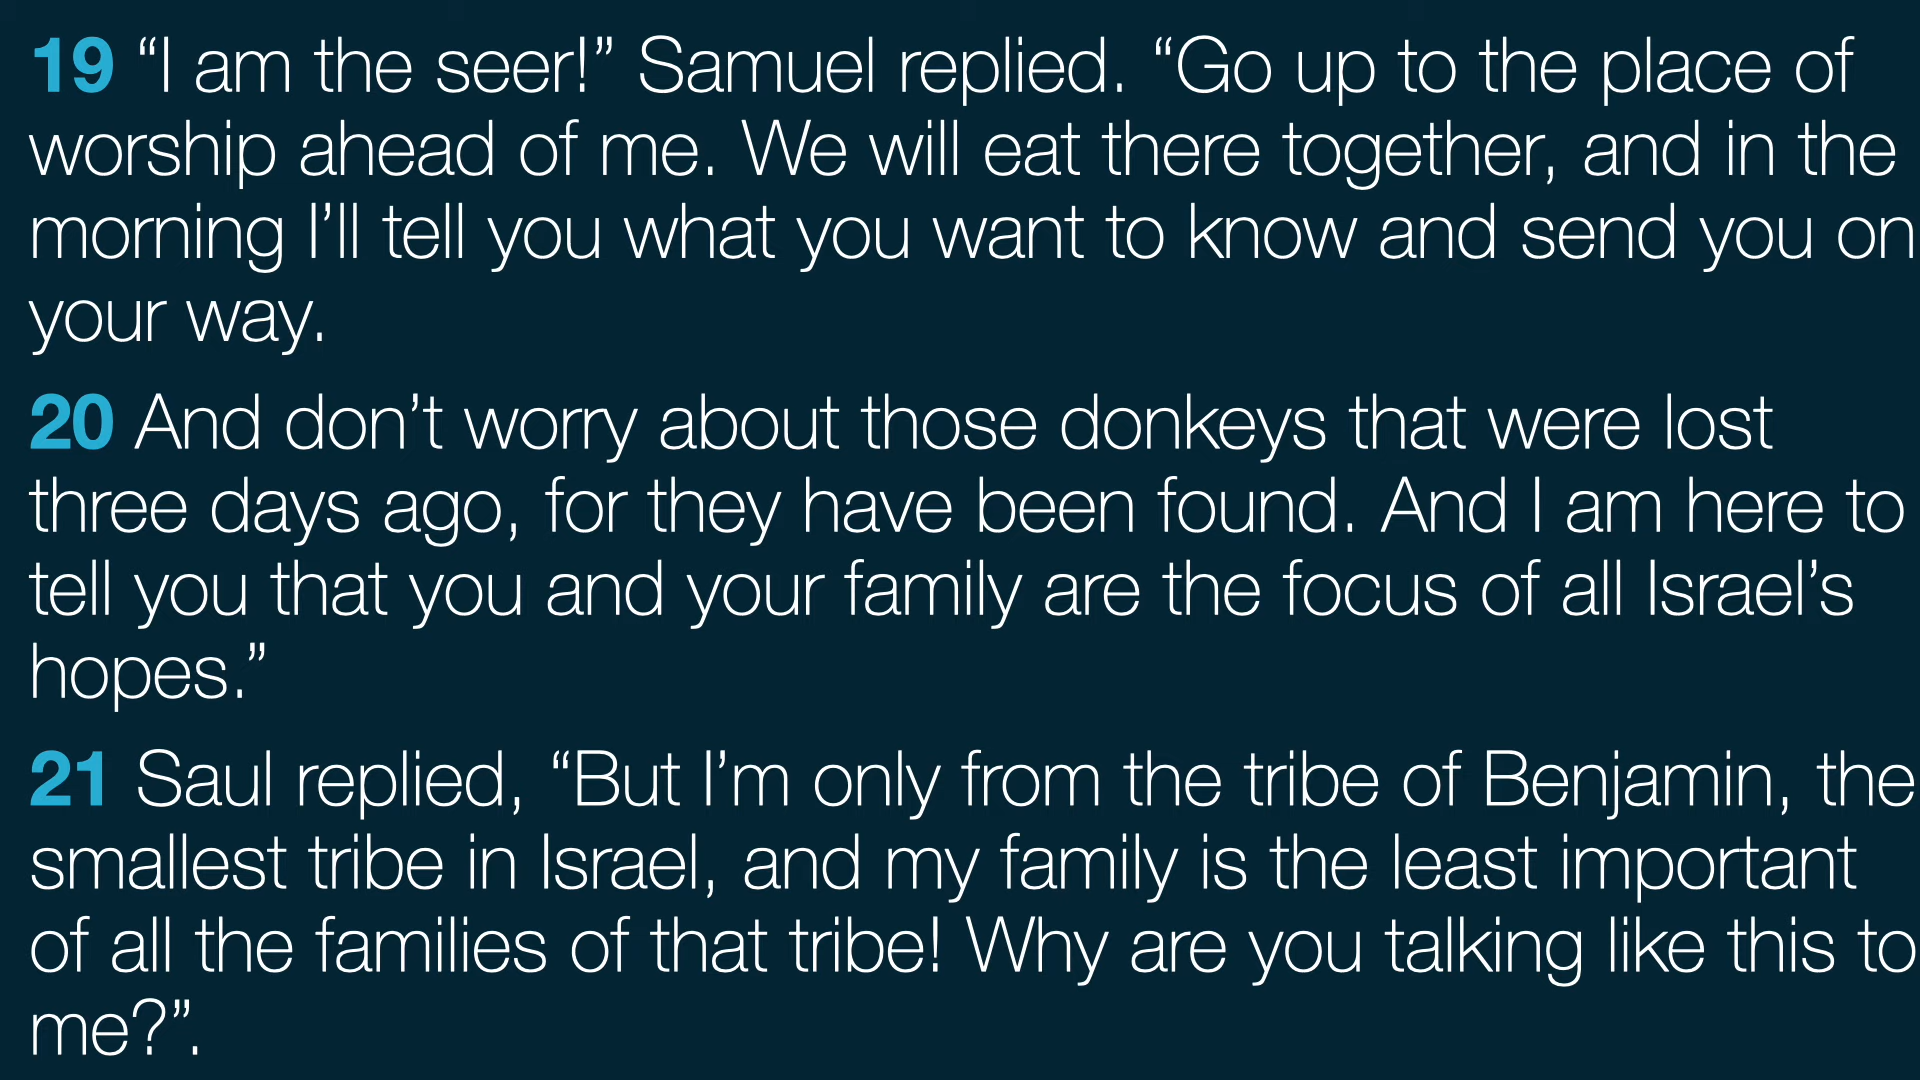 19 “I am the seer!” Samuel replied. “Go up to the place of
worship ahead of me. We will eat there together, and in the
morning I’ll tell you what you want to know and send you on
your way.
20 And don’t worry about those donkeys that were lost
three days ago, for they have been found. And I am here to
tell you that you and your family are the focus of all Israel’s
hopes.”
21 Saul replied, “But I’m only from the tribe of Benjamin, the
smallest tribe in Israel, and my family is the least important
of all the families of that tribe! Why are you talking like this to
me?”.